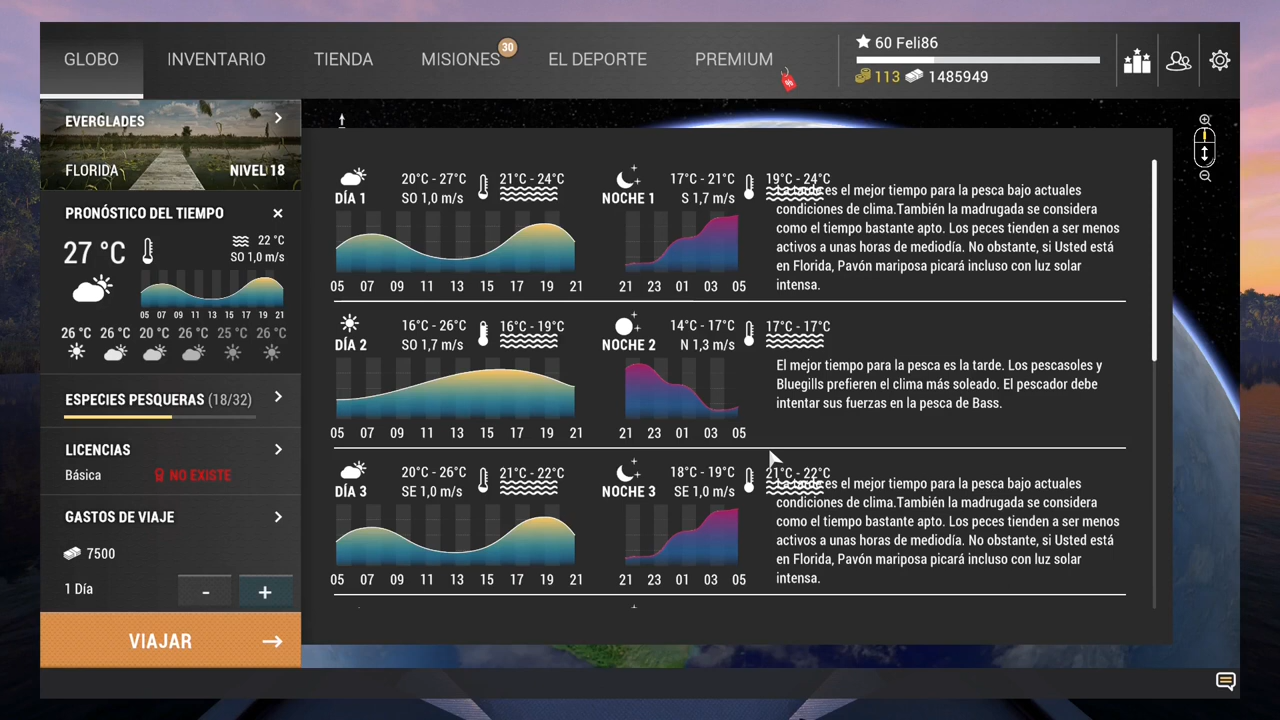 GLOBO
INVENTARIO
TIENDA
MISIONES
30
EL DEPORTE
PREMIUM
%
60 Feli86
113 1485949
EVERGLADES
FLORIDA
NIVEL 18
PRONÓSTICO DEL TIEMPO
27 °C
22 °C
SO 1,0 m/s
05 07 09 11 13 15 17 19 21
26 °C 26 °C 20 °C 26 °C 25 °C 26 °C
ESPECIES PESQUERAS (18/32)
LICENCIAS
Básica NO EXISTE
GASTOS DE VIAJE
7500
1 Día - +
VIAJAR
DÍA 1
20°C - 27°C
SO 1,0 m/s
21°C - 24°C
05 07 09 11 13 15 17 19 21
NOCHE 1
17°C - 21°C
S 1,7 m/s
19°C - 24°C
21 23 01 03 05
es el mejor tiempo para la pesca bajo actuales
condiciones de clima.También la madrugada se considera
como el tiempo bastante apto. Los peces tienden a ser menos
activos a unas horas de mediodía. No obstante, si Usted está
en Florida, Pavón mariposa picará incluso con luz solar
intensa.
DÍA 2
16°C - 26°C
SO 1,7 m/s
16°C - 19°C
05 07 09 11 13 15 17 19 21
NOCHE 2
14°C - 17°C
N 1,3 m/s
17°C - 17°C
21 23 01 03 05
El mejor tiempo para la pesca es la tarde. Los pescasoles y
Bluegills prefieren el clima más soleado. El pescador debe
intentar sus fuerzas en la pesca de Bass.
DÍA 3
20°C - 26°C
SE 1,0 m/s
21°C - 22°C
05 07 09 11 13 15 17 19 21
NOCHE 3
18°C - 19°C
SE 1,0 m/s
21°C - 22°C
21 23 01 03 05
es el mejor tiempo para la pesca bajo actuales
condiciones de clima.También la madrugada se considera
como el tiempo bastante apto. Los peces tienden a ser menos
activos a unas horas de mediodía. No obstante, si Usted está
en Florida, Pavón mariposa picará incluso con luz solar
intensa.